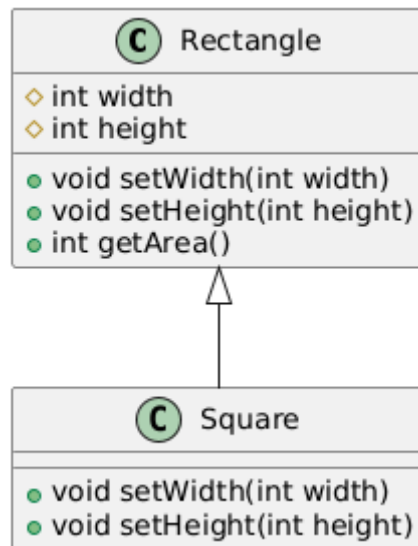 C Rectangle
int width
int height
void setWidth(int width)
void setHeight(int height)
int getArea()
C Square
void setWidth(int width)
void setHeight(int height)